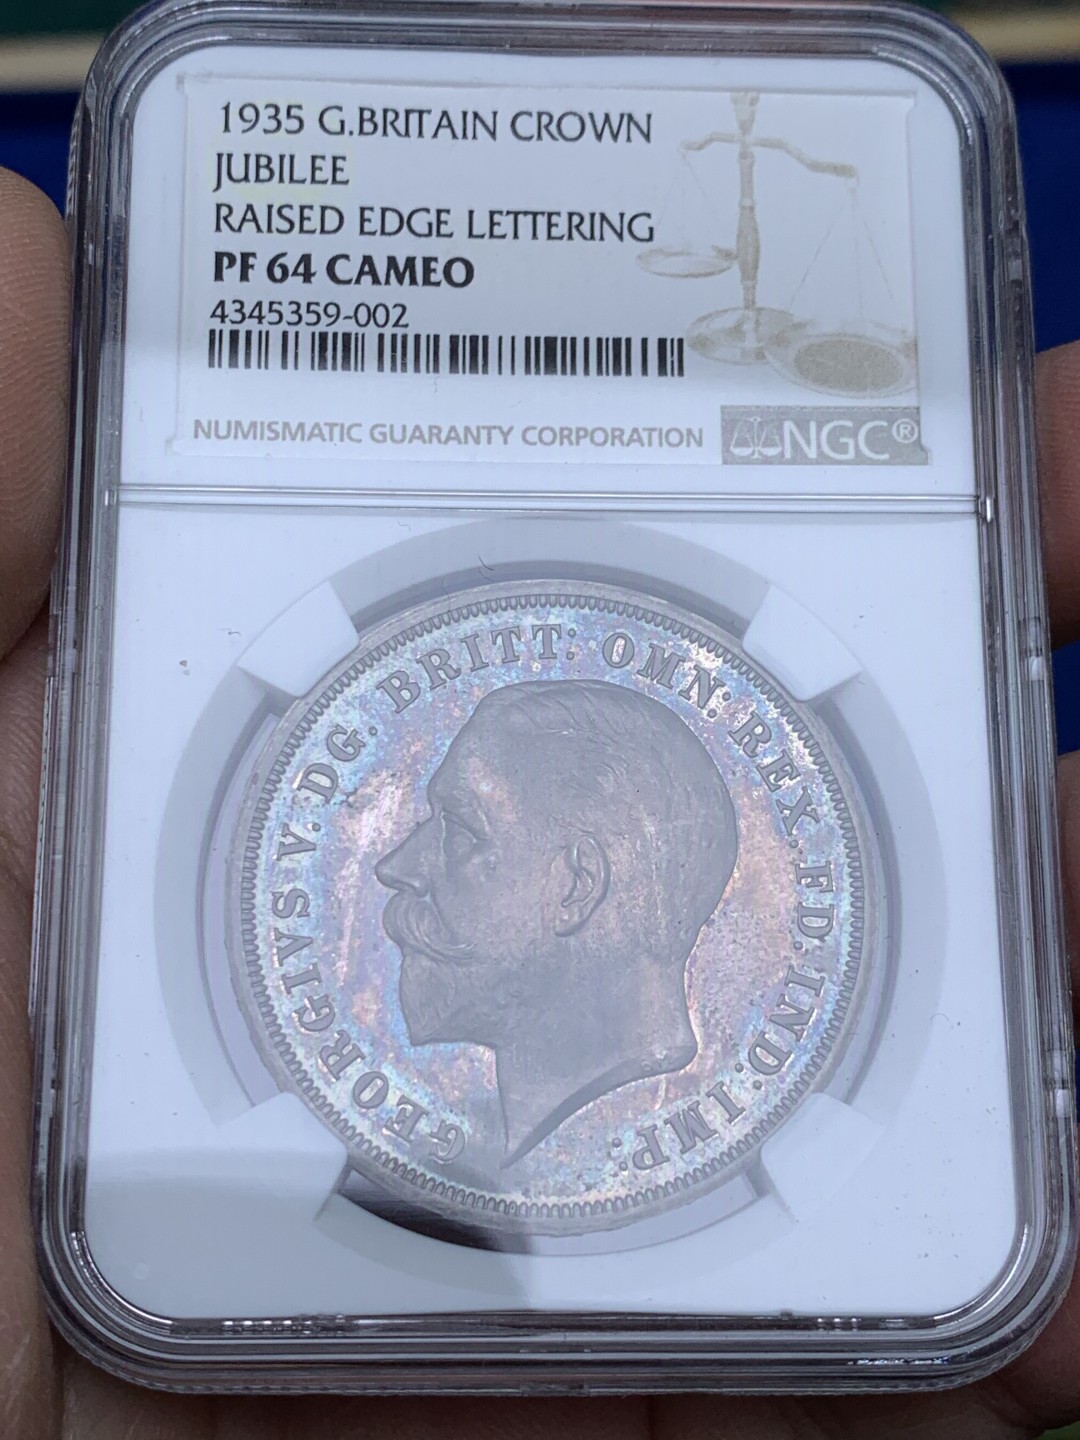 1935 G.BRITAIN CROWN
JUBILEE
RAISED EDGE LETTERING
PF 64 CAMEO
4345359-002
NUMISMATIC GUARANTY CORPORATION
NGC®
GEORGIVS V. DG. BRITT: OMN: REX. FD. IND: IMP: